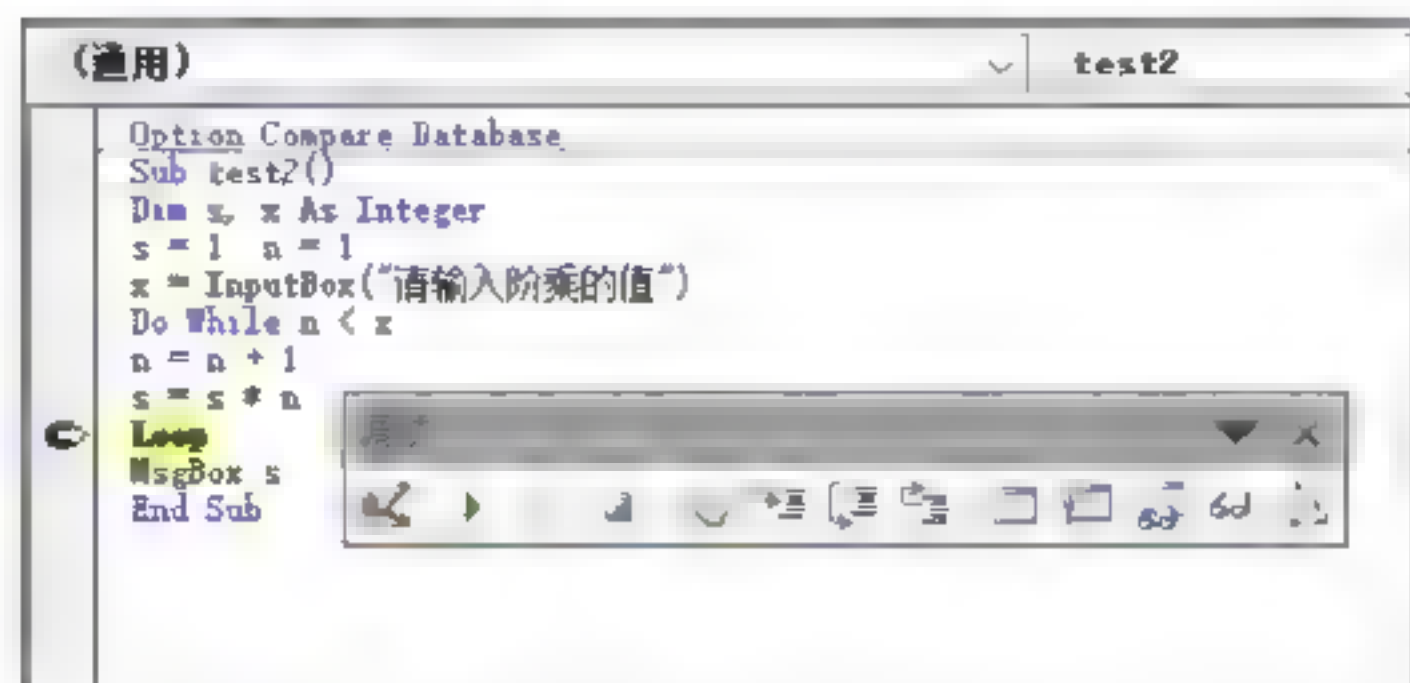 (通用) test2
Option Compare Database
Sub test2()
Dim s, x As Integer
s = 1 n = 1
x = InputBox("请输入阶乘的值")
Do While n < x
n = n + 1
s = s * n
Loop
MsgBox s
End Sub